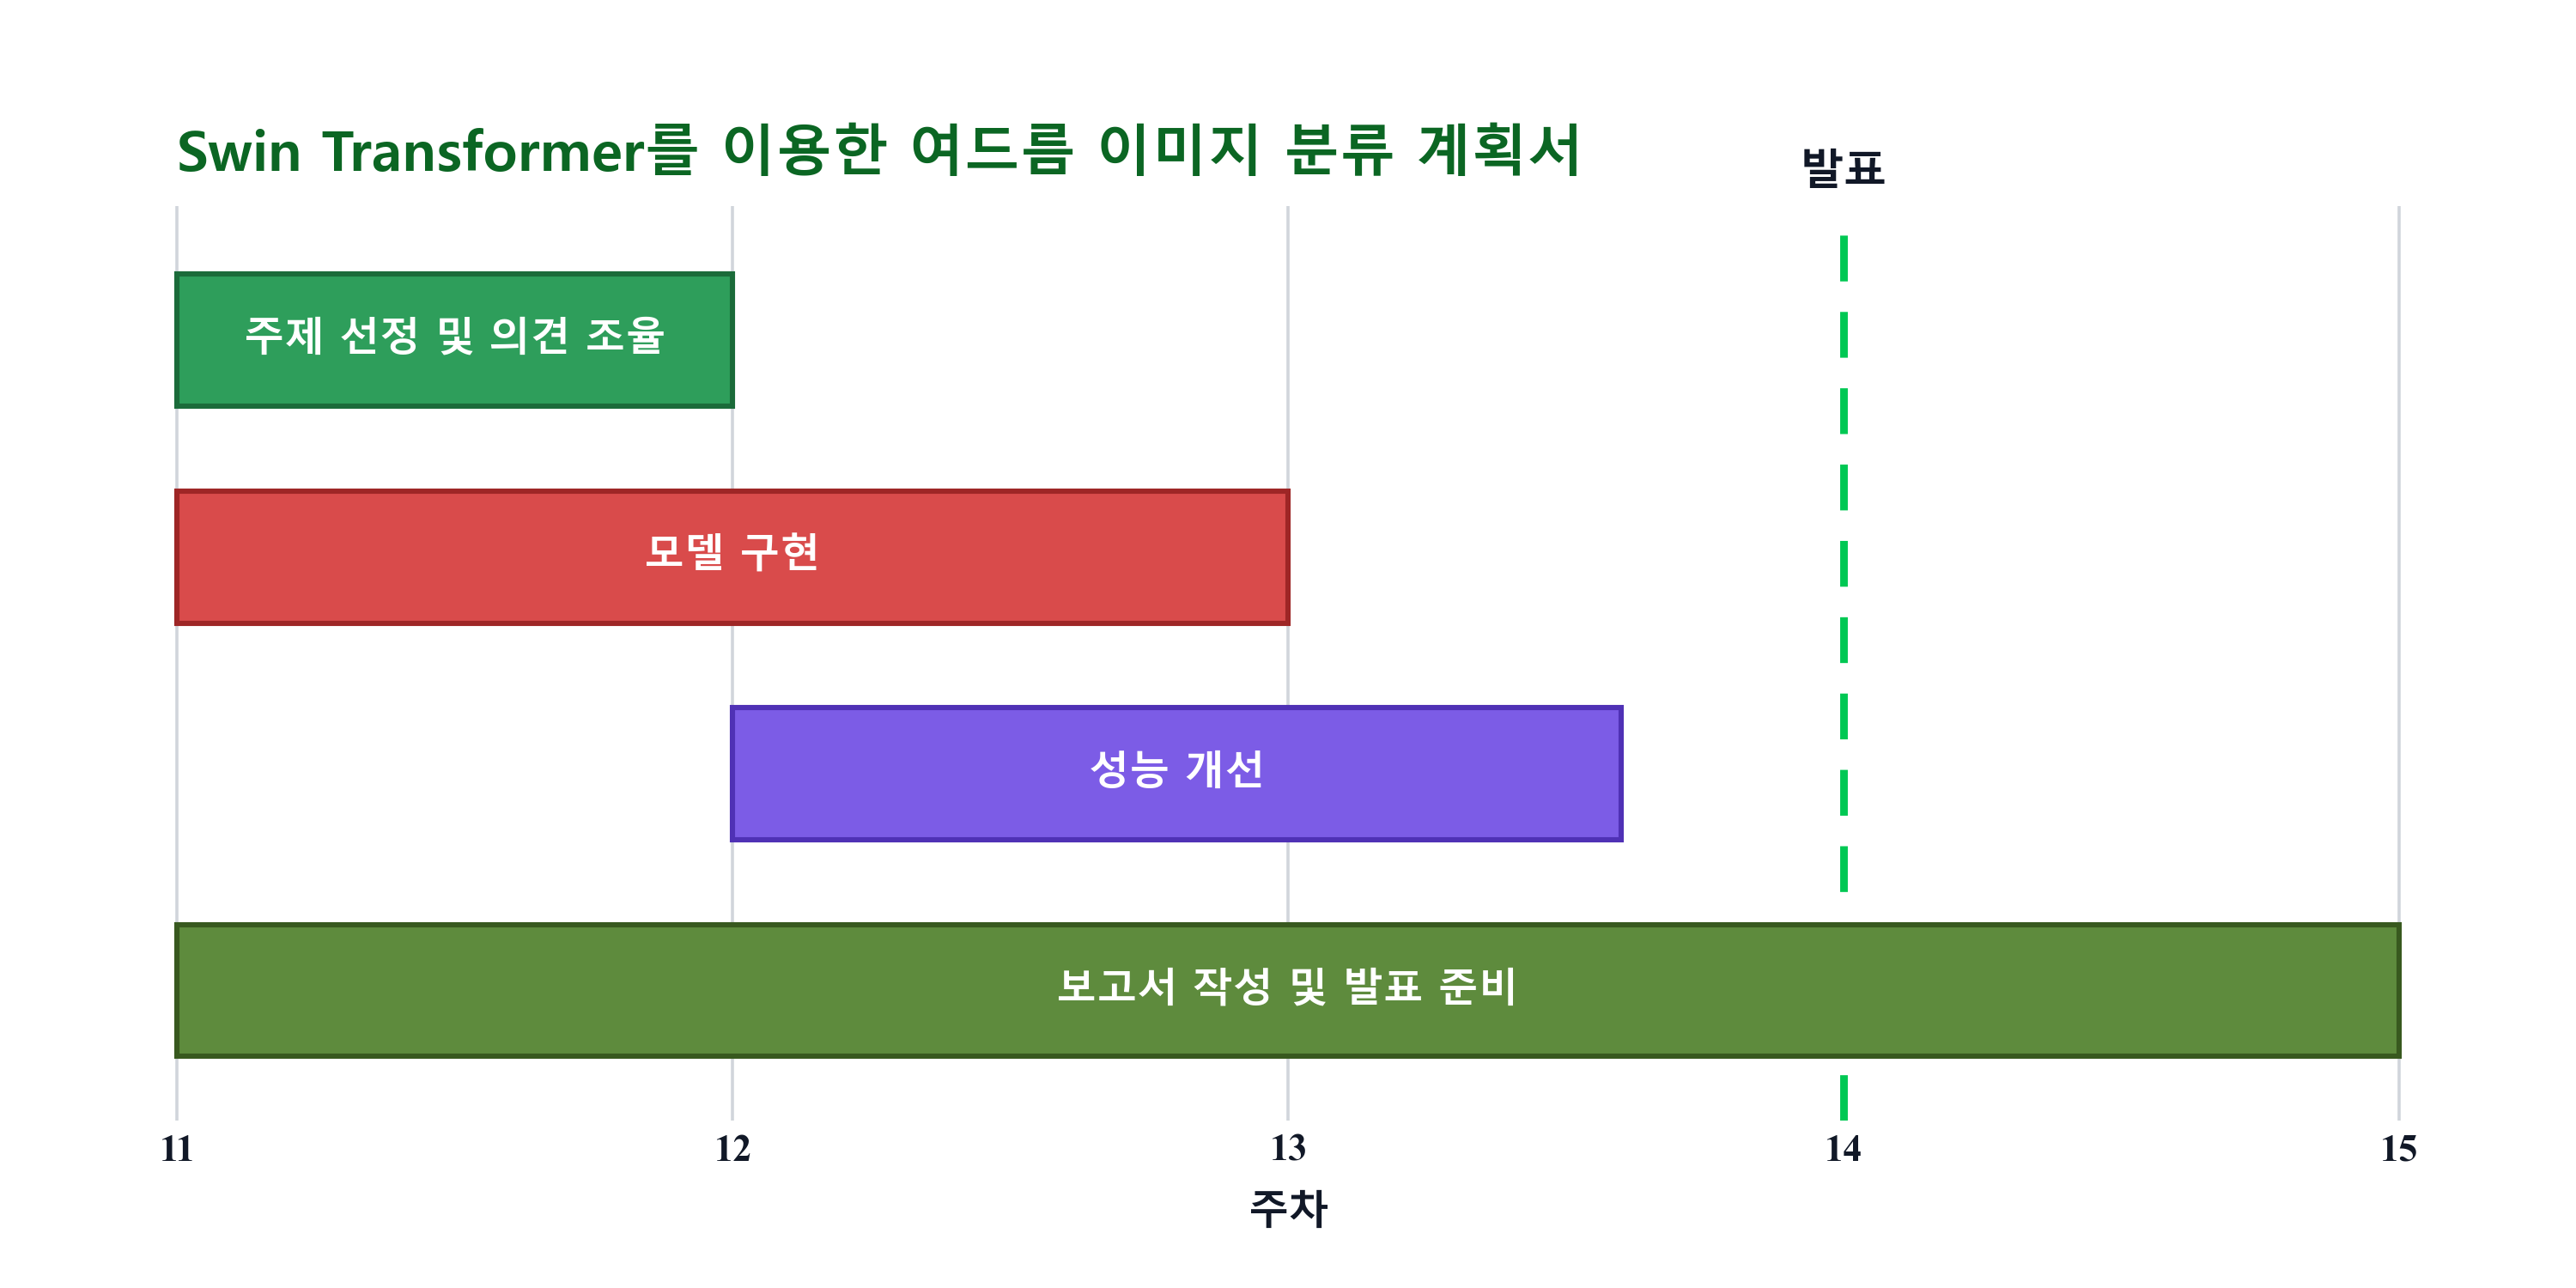 Swin Transformer를 이용한 여드름 이미지 분류 계획서
발표
주제 선정 및 의견 조율
모델 구현
성능 개선
보고서 작성 및 발표 준비
11 12 13 14 15
주차